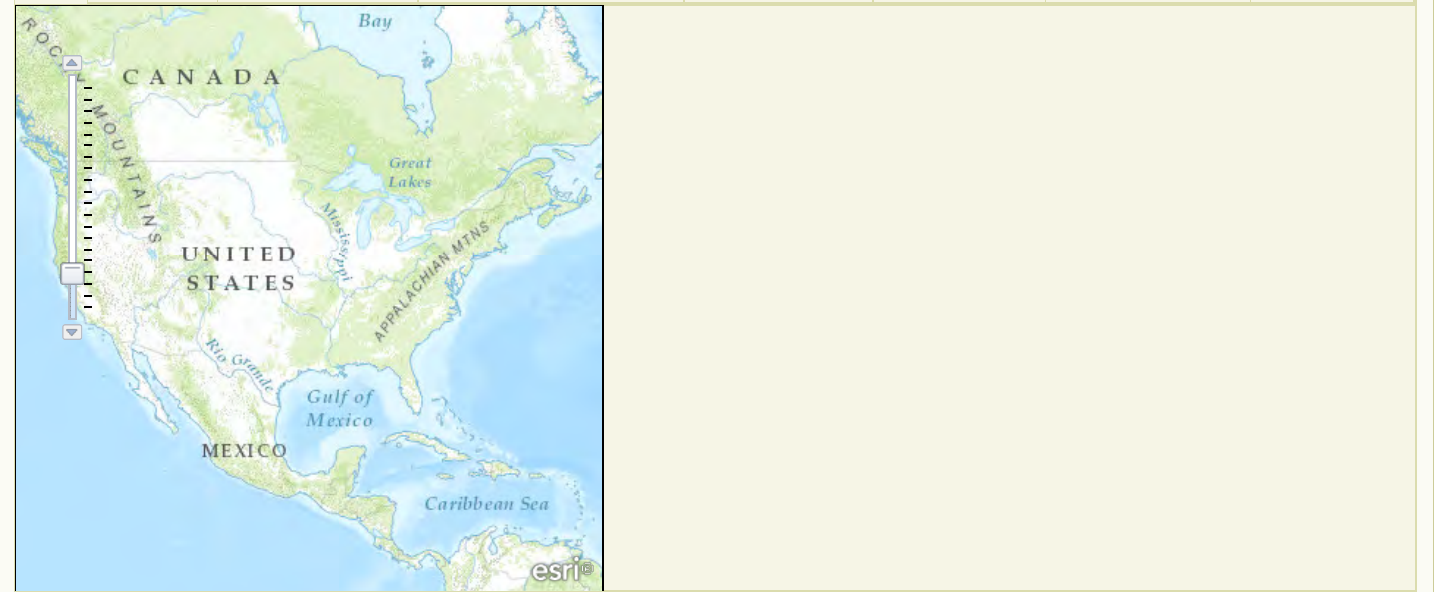 Bay
ROC
CANADA
MOUNTAINS
Great
Lakes
Mississippi
APPALACHIAN MTNS
UNITED
STATES
Rio Grande
Gulf of
Mexico
MEXICO
Caribbean Sea
esri©